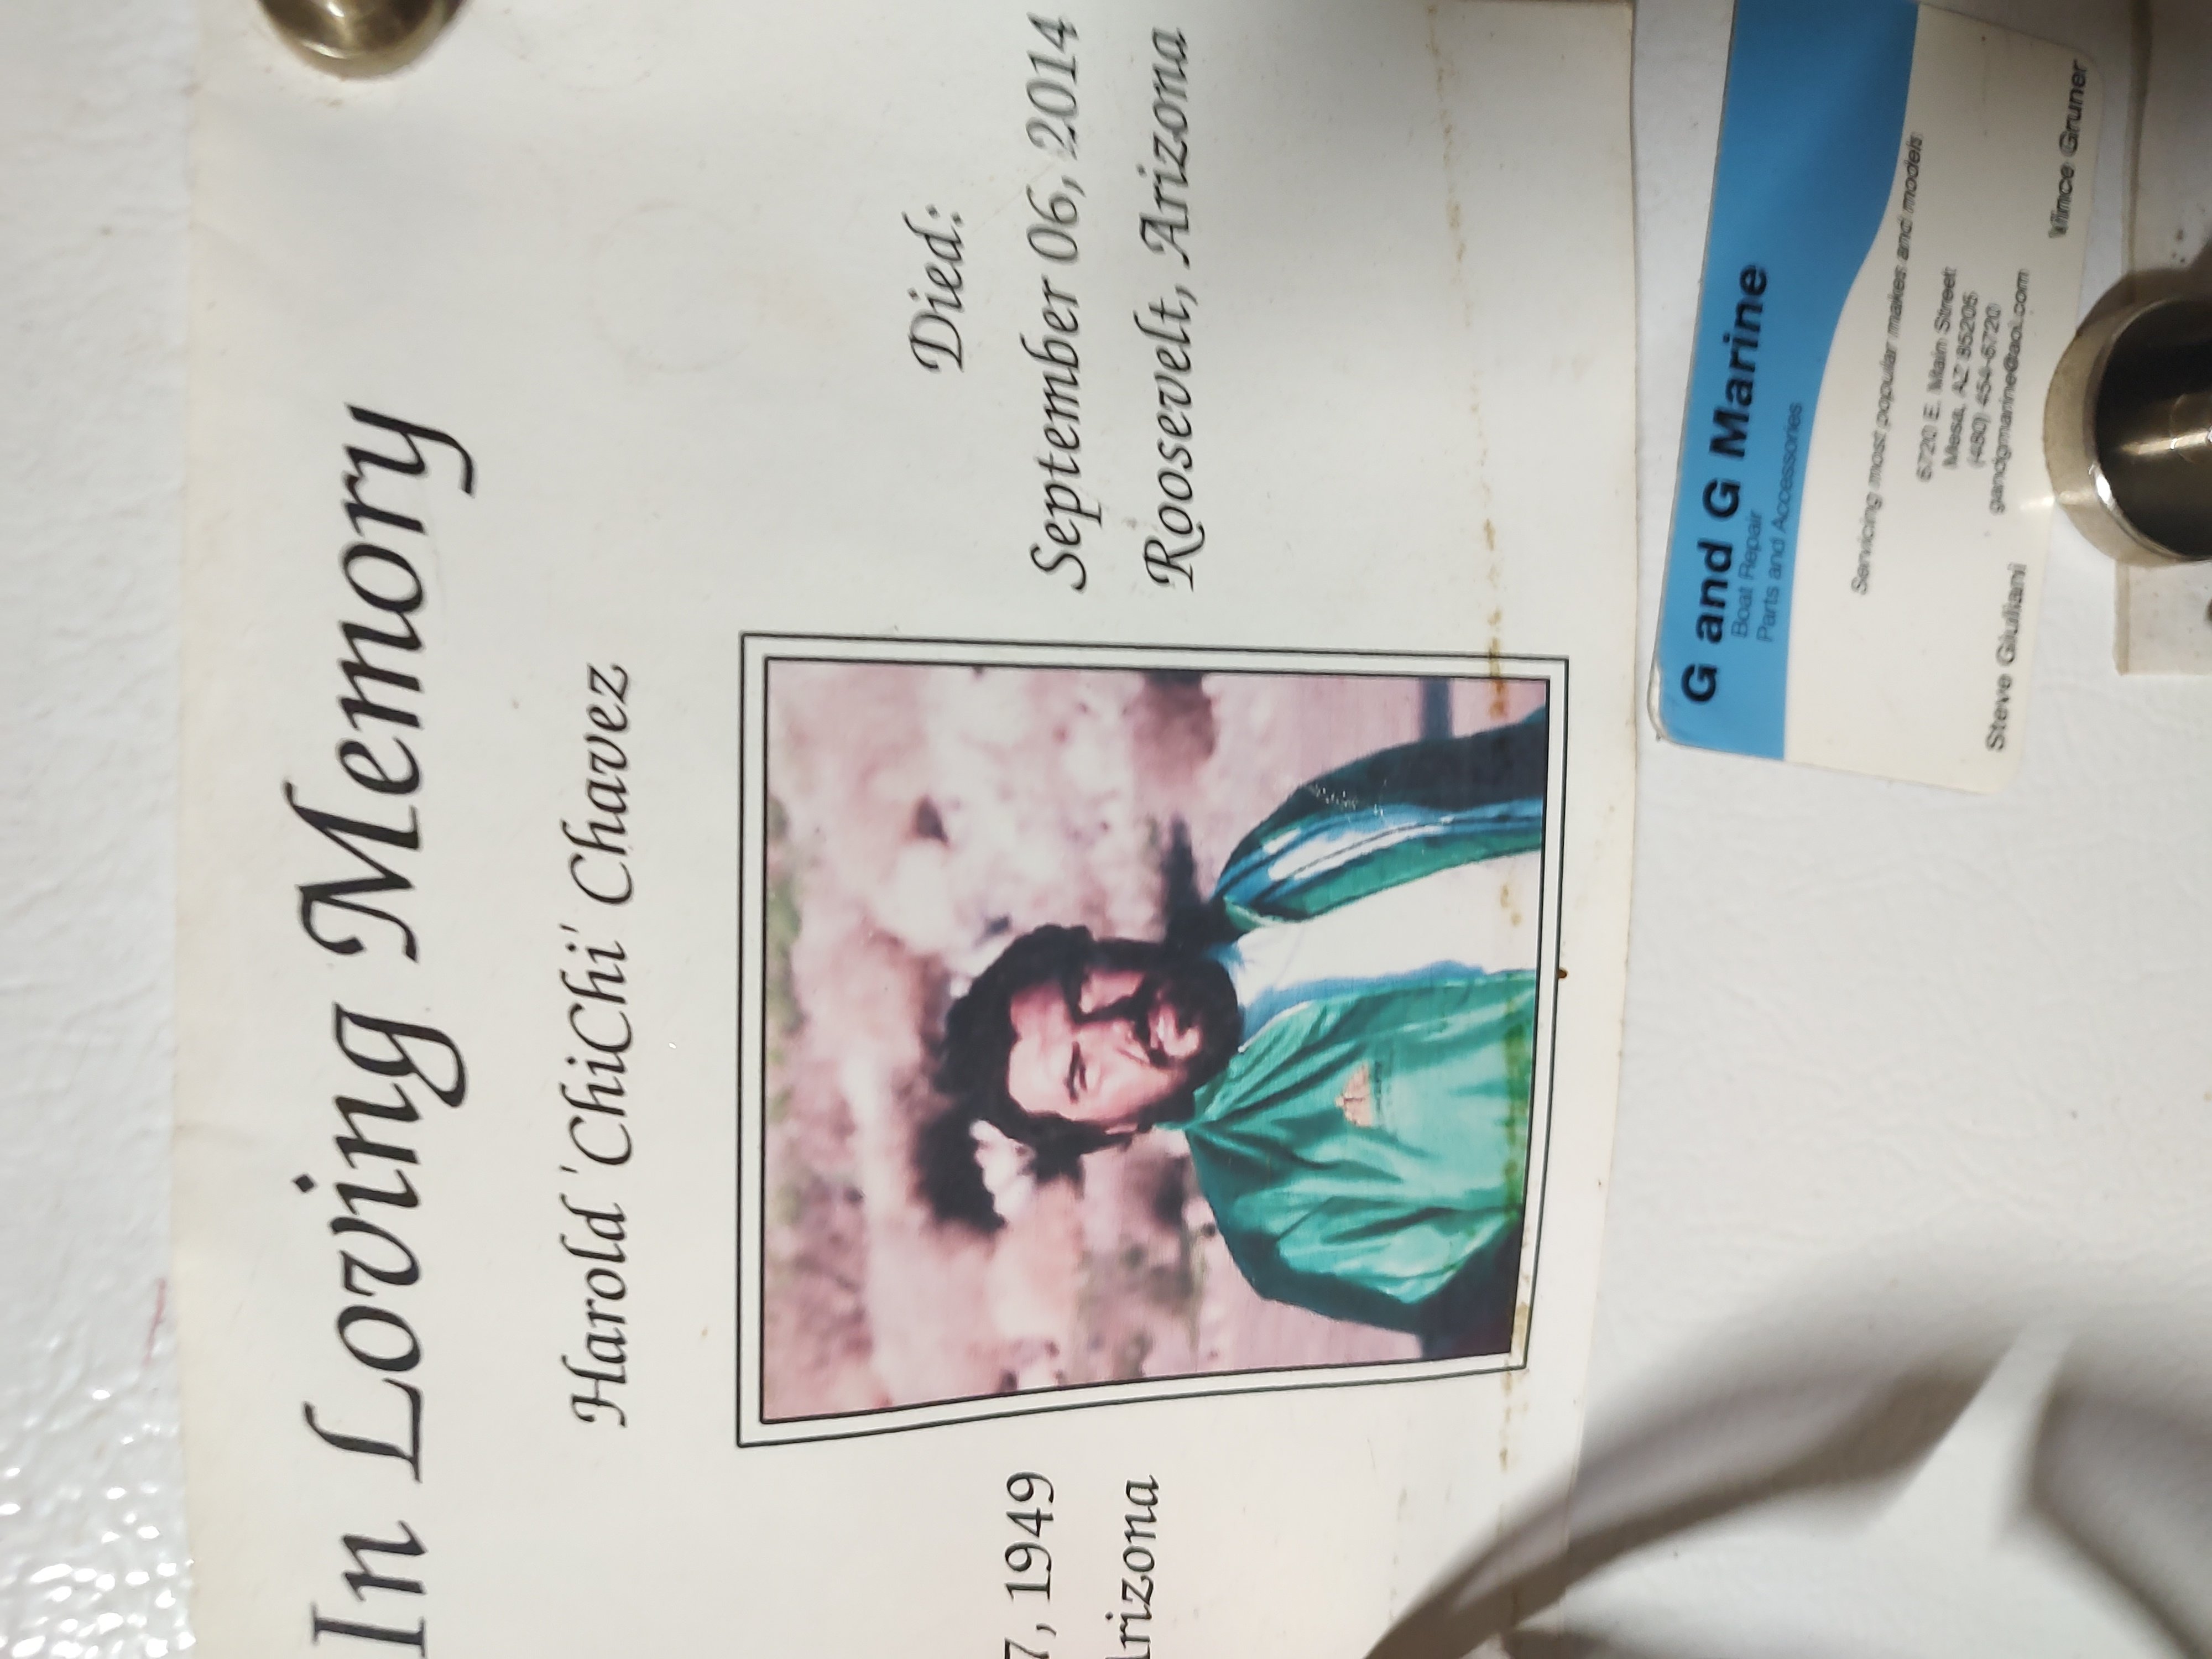 In Loving Memory
Harold 'ChiChi' Chavez
7, 1949
Arizona
Died:
September 06, 2014
Roosevelt, Arizona
G and G Marine
Boat Repair
Parts and Accessories
Servicing most popular makes and models
6720 E. Main Street
Mesa, AZ 85205
(480) 454-6720
gandgmarine@aol.com
Steve Giuliani
Vince Gruner